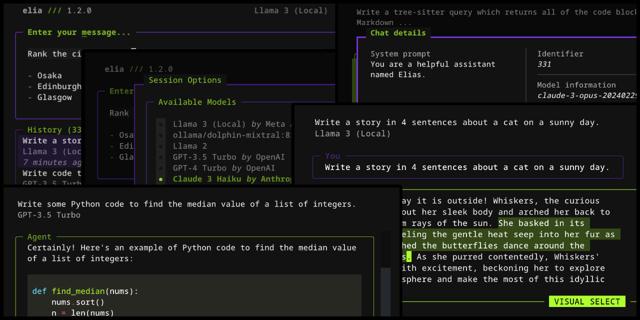 elia /// 1.2.0
Llama 3 (Local)
Enter your message...
Rank the ci
- Osaka
- Edinburgh
- Glasgow
History (33
Write a stor
Llama 3 (Loc
7 minutes ag
Write some P
GPT-3.5 Turb
elia /// 1.2.0
Enter
Rank
- Osa
- Edi
- Gla
Session Options
Available Models
Llama 3 (Local) by Meta
ollama/dolphin-mixtral:8
Llama 2
GPT-3.5 Turbo by OpenAI
GPT-4 Turbo by OpenAI
Claude 3 Haiku by Anthrop
Write a tree-sitter query which returns all of the code block
Markdown ...
Chat details
System prompt
You are a helpful assistant
named Elias.
Identifier
331
Model information
claude-3-opus-2024022
Write a story in 4 sentences about a cat on a sunny day.
Llama 3 (Local)
You
Write a story in 4 sentences about a cat on a sunny day.
ay it is outside! Whiskers, the curious
out her sleek body and arched her back to
m rays of the sun. She basked in its
eling the gentle heat seep into her fur as
hed the butterflies dance around the
s. As she purred contentedly, Whiskers'
ith excitement, beckoning her to explore
sphere and make the most of this idyllic
VISUAL SELECT
Write some Python code to find the median value of a list of integers.
GPT-3.5 Turbo
Agent
Certainly! Here's an example of Python code to find the median value
of a list of integers:
def find_median(nums):
nums.sort()
n = len(nums)